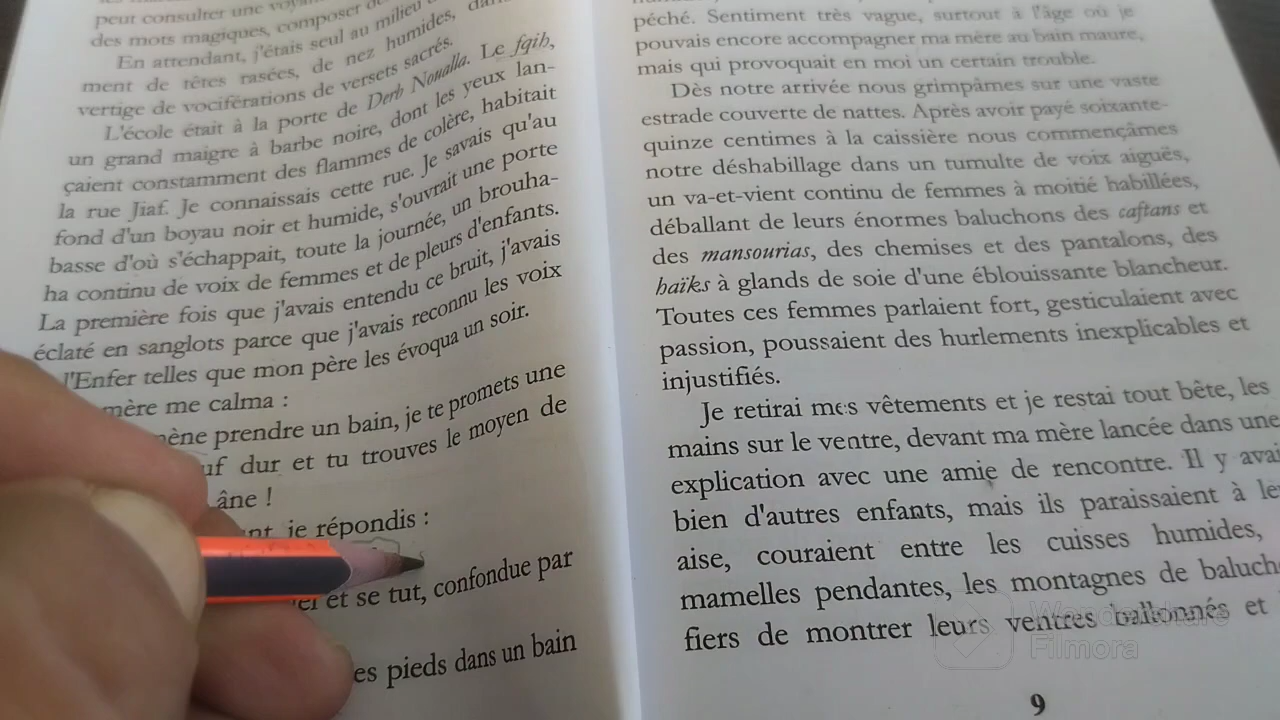 peut consulter une
des mots magiques, composer
En attendant, j'étais seul au milieu
ment de têtes rasées, de nez humides, dans
vertige de vociférations de versets sacrés.
L'école était à la porte de Derb Noualla. Le fqih,
un grand maigre à barbe noire, dont les yeux lan-
çaient constamment des flammes de colère, habitait
la rue Jiaf. Je connaissais cette rue. Je savais qu'au
fond d'un boyau noir et humide, s'ouvrait une porte
basse d'où s'échappait, toute la journée, un brouha-
ha continu de voix de femmes et de pleurs d'enfants.
La première fois que j'avais entendu ce bruit, j'avais
éclaté en sanglots parce que j'avais reconnu les voix
l'Enfer telles que mon père les évoqua un soir.
mère me calma :
prendre un bain, je te promets une
dur et tu trouves le moyen de
âne !
je répondis :
et se tut, confondue par
pieds dans un bain
péché. Sentiment très vague, surtout à l'âge où je
pouvais encore accompagner ma mère au bain maure,
mais qui provoquait en moi un certain trouble.
Dès notre arrivée nous grimpâmes sur une vaste
estrade couverte de nattes. Après avoir payé soixante-
quinze centimes à la caissière nous commençâmes
notre déshabillage dans un tumulte de voix aiguës,
un va-et-vient continu de femmes à moitié habillées,
déballant de leurs énormes baluchons des caftans et
des mansourias, des chemises et des pantalons, des
haïks à glands de soie d'une éblouissante blancheur.
Toutes ces femmes parlaient fort, gesticulaient avec
passion, poussaient des hurlements inexplicables et
injustifiés.
Je retirai mes vêtements et je restai tout bête, les
mains sur le ventre, devant ma mère lancée dans une
explication avec une amie de rencontre. Il y avai
bien d'autres enfants, mais ils paraissaient à le
aise, couraient entre les cuisses humides,
mamelles pendantes, les montagnes de baluch
fiers de montrer leurs ventres ballonnés et
Wondershare
Filmora
9